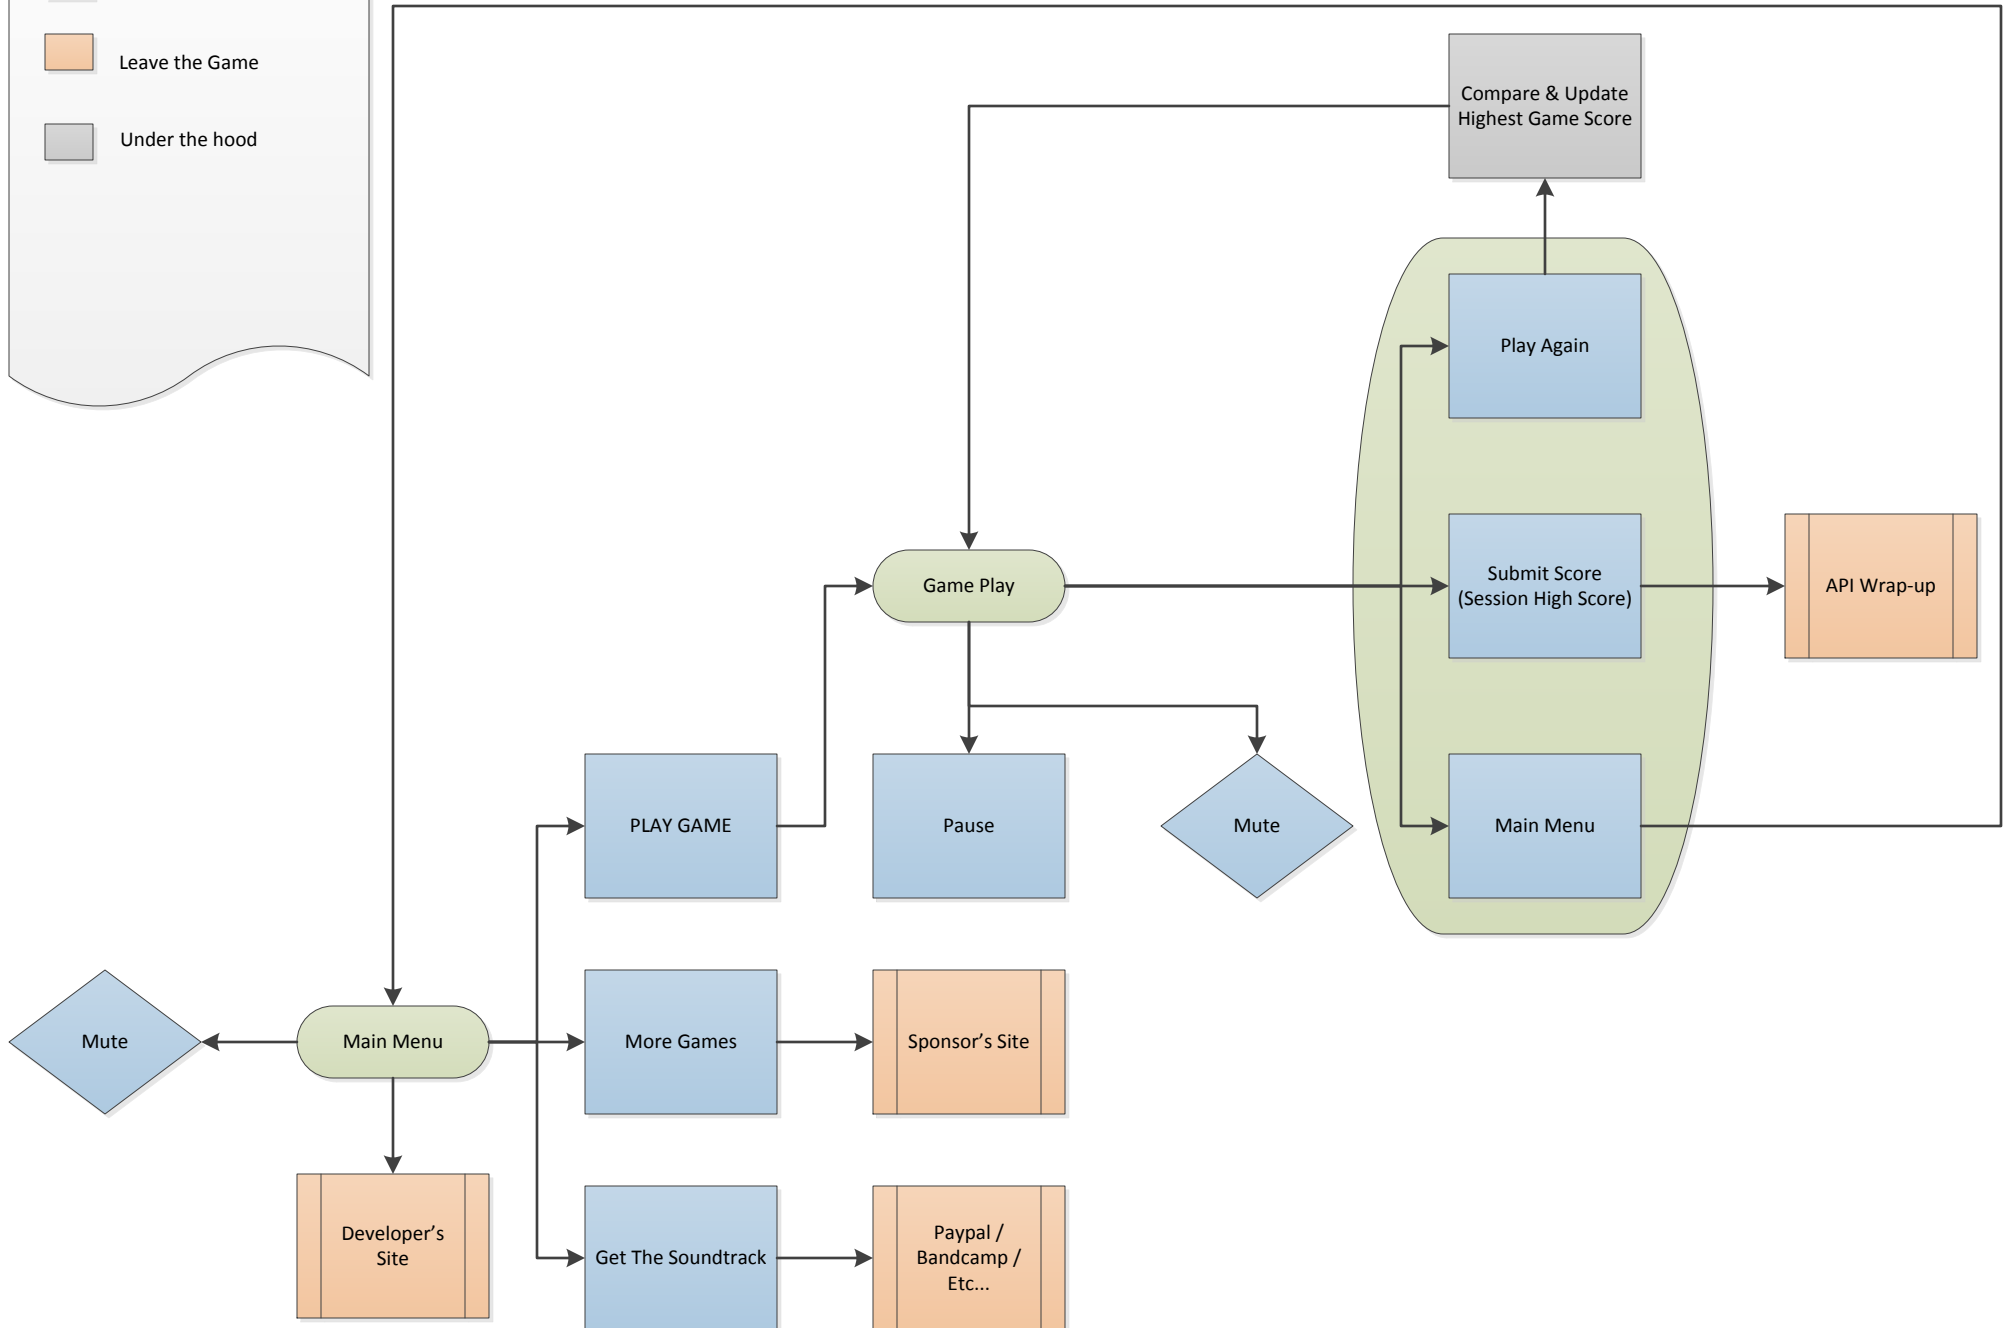 Leave the Game
Under the hood
Compare & Update
Highest Game Score
Play Again
Game Play
Submit Score
(Session High Score)
API Wrap-up
PLAY GAME
Pause
Mute
Main Menu
Mute
Main Menu
More Games
Sponsor’s Site
Developer’s
Site
Get The Soundtrack
Paypal /
Bandcamp /
Etc...